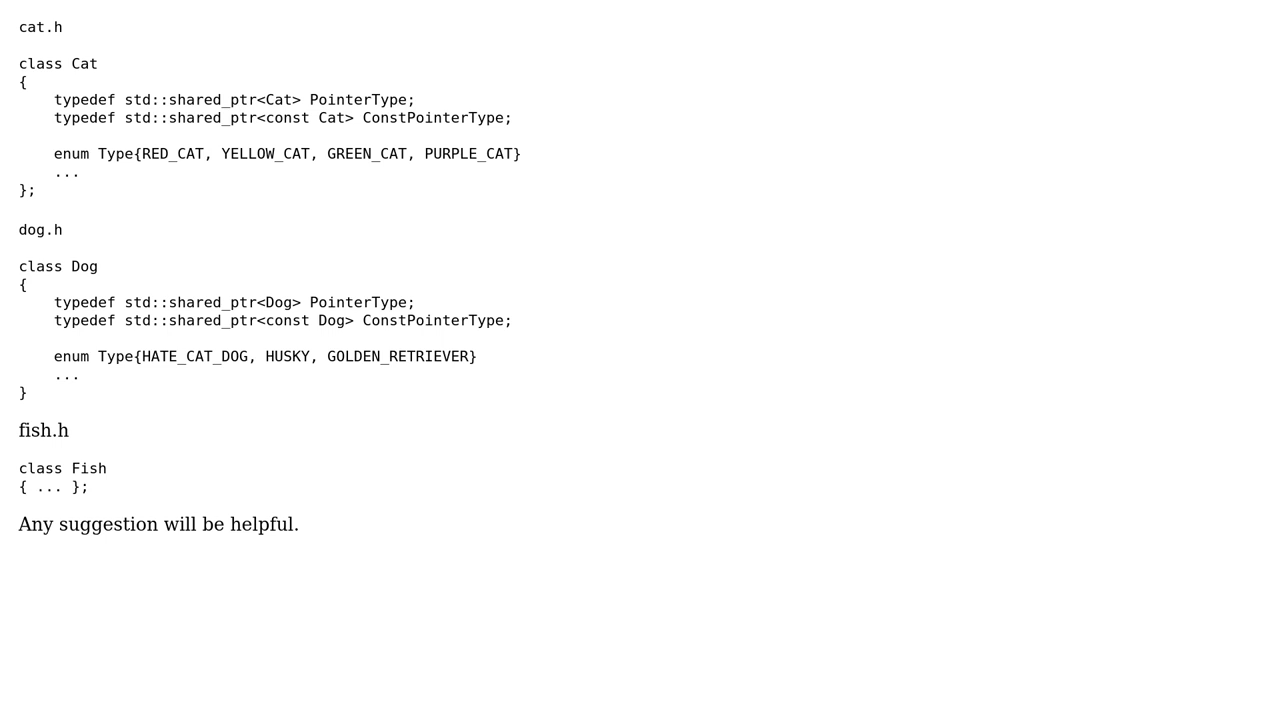 cat.h
class Cat
{
    typedef std::shared_ptr<Cat> PointerType;
    typedef std::shared_ptr<const Cat> ConstPointerType;
    enum Type{RED_CAT, YELLOW_CAT, GREEN_CAT, PURPLE_CAT}
    ...
};
dog.h
class Dog
{
    typedef std::shared_ptr<Dog> PointerType;
    typedef std::shared_ptr<const Dog> ConstPointerType;
    enum Type{HATE_CAT_DOG, HUSKY, GOLDEN_RETRIEVER}
    ...
}
fish.h
class Fish
{ ... };
Any suggestion will be helpful.